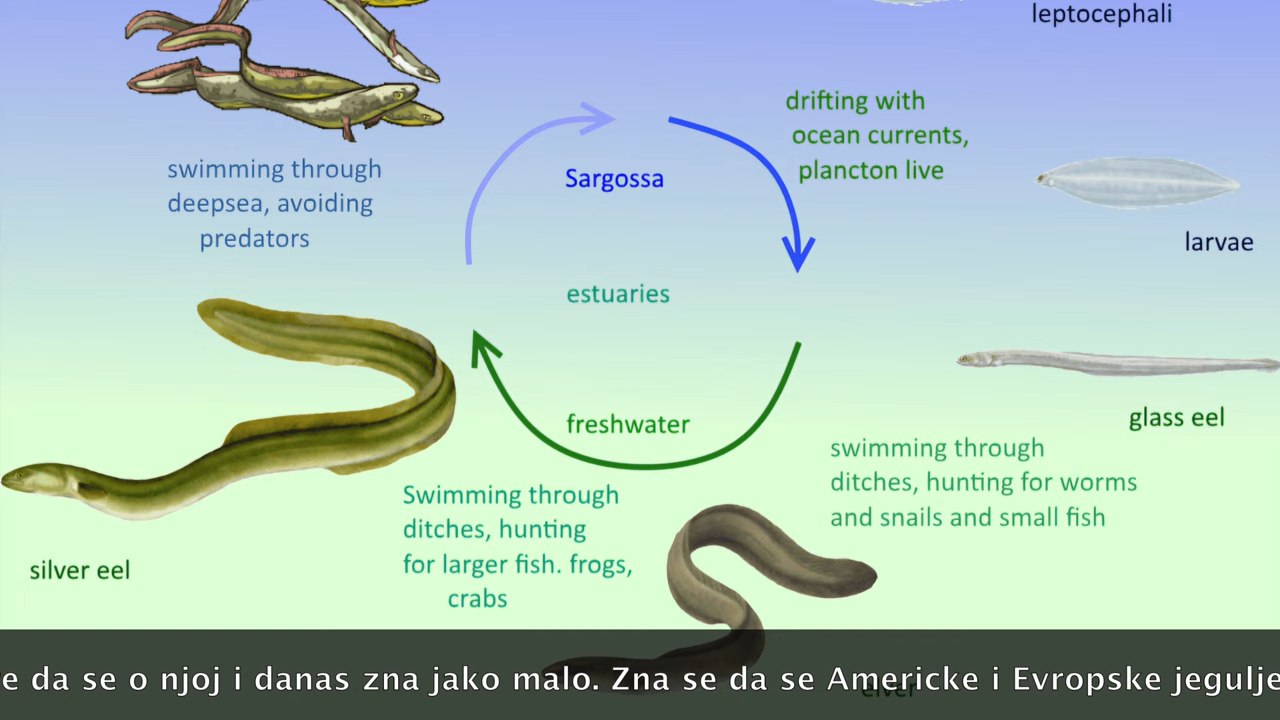 leptocephali
drifting with
ocean currents,
plancton live
swimming through
deepsea, avoiding
predators
Sargossa
larvae
estuaries
glass eel
freshwater
swimming through
ditches, hunting for worms
and snails and small fish
Swimming through
ditches, hunting
for larger fish. frogs,
crabs
silver eel
e da se o njoj i danas zna jako malo. Zna se da se Americke i Evropske jegulje
elver